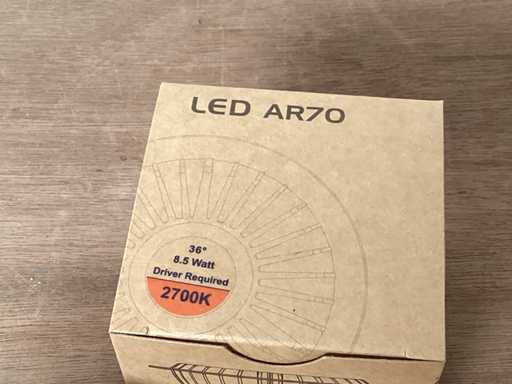 LED AR70
36°
8.5 Watt
Driver Required
2700K